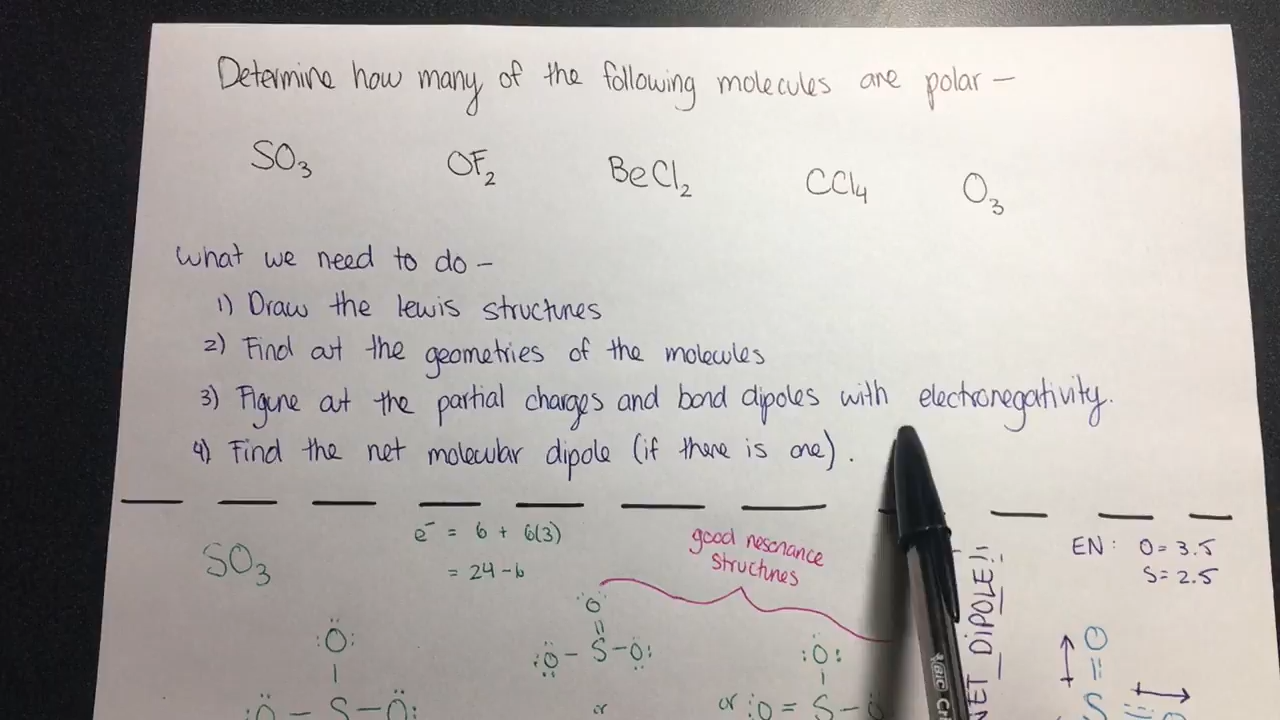 Determine how many of the following molecules are polar —
SO3 OF2 BeCl2 CCl4 O3
What we need to do —
1) Draw the lewis structures
2) Find out the geometries of the molecules
3) Figure out the partial charges and bond dipoles with electronegativity.
4) Find the net molecular dipole (if there is one).
SO3
e⁻ = 6 + 6(3)
= 24 - 6
good resonance
structures
NET DIPOLE!!
EN: O = 3.5
S = 2.5
:Ö:
Ö - S - Ö:
O
:O - S - O:
or
:O:
or :O = S - O
O
S
BIC Cri